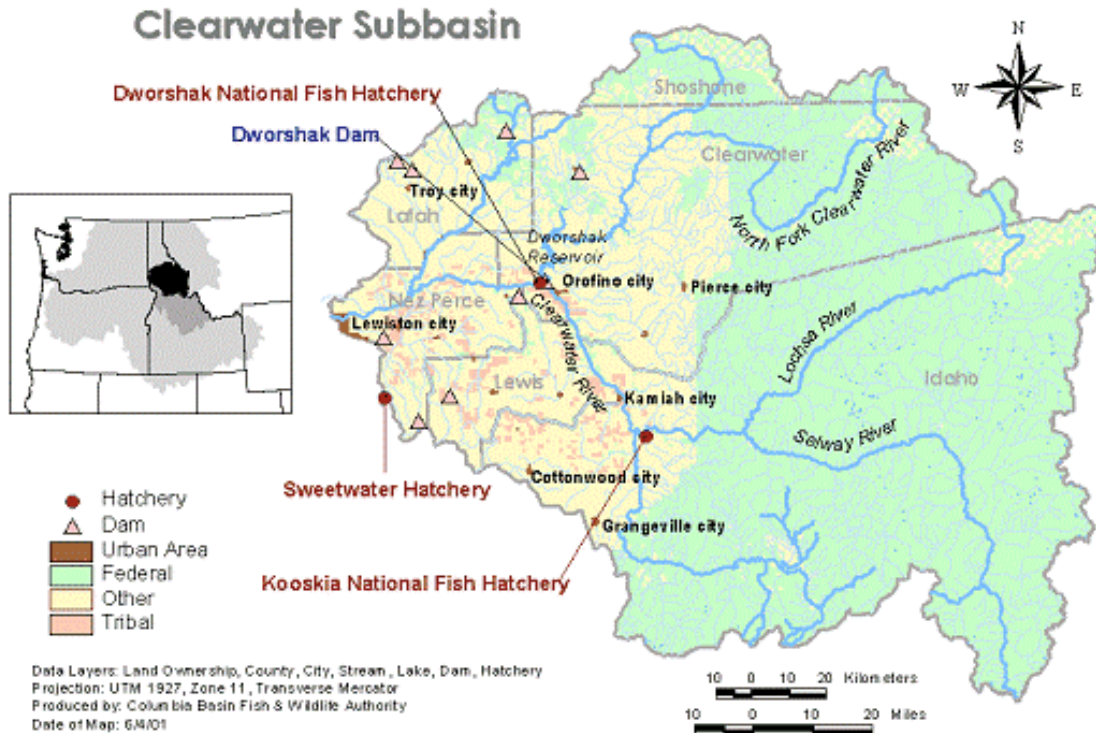 Clearwater Subbasin
N
W E
S
Dworshak National Fish Hatchery
Dworshak Dam
Shoshone
Clearwater
North Fork Clearwater River
Troy city
Latah
Dworshak
Reservoir
Orofino city
Pierce city
Nez Perce
Clearwater River
Lewiston city
Lochsa River
Lewis
Idaho
Kamiah city
Selway River
Cottonwood city
Sweetwater Hatchery
Grangeville city
Kooskia National Fish Hatchery
Hatchery
Dam
Urban Area
Federal
Other
Tribal
Data Layers: Land Ownership, County, City, Stream, Lake, Dam, Hatchery
Projection: UTM 1927, Zone 11, Transverse Mercator
Produced by: Columbia Basin Fish & Wildlife Authority
Date of Map: 6/4/01
10 0 10 20 Kilometers
10 0 10 20 Miles